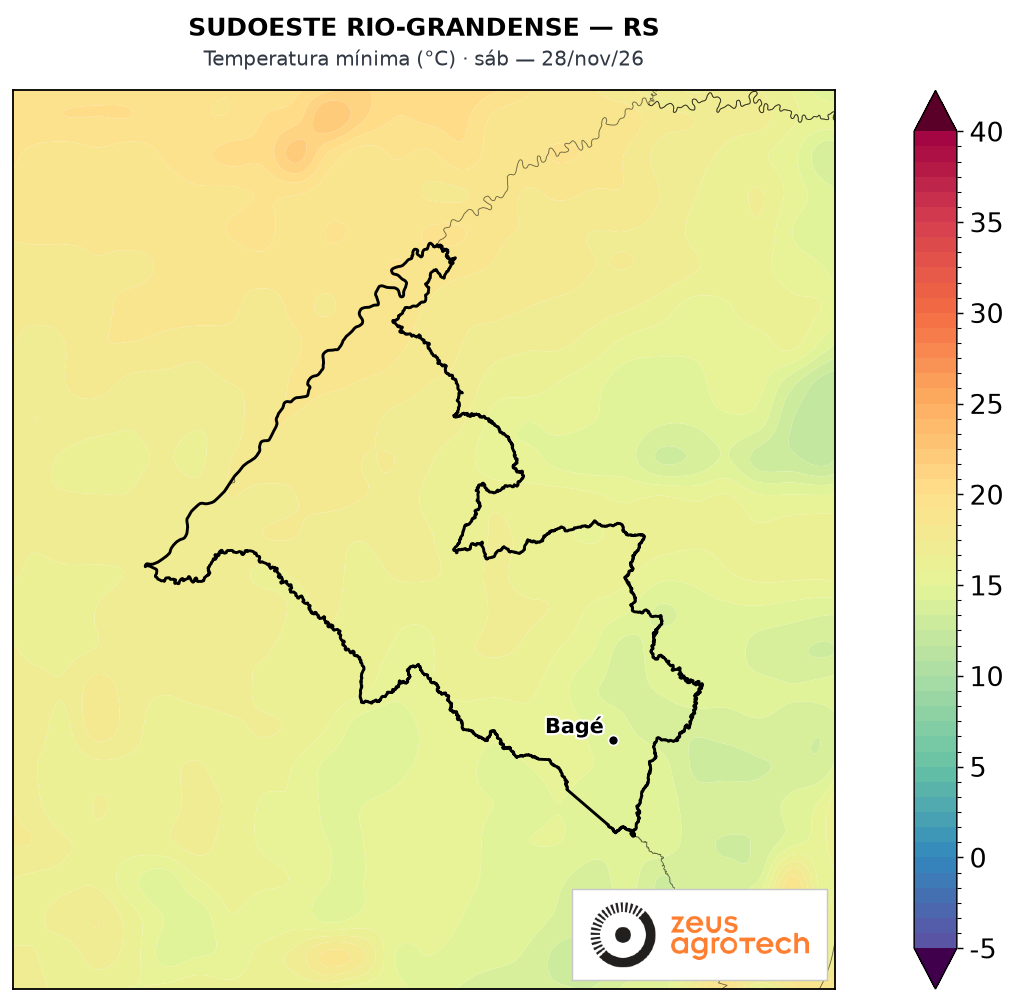 SUDOESTE RIO-GRANDENSE — RS
Temperatura mínima (°C) · sáb — 28/nov/26
40
35
30
25
20
15
10
5
0
-5
Bagé
zeus
agrotech